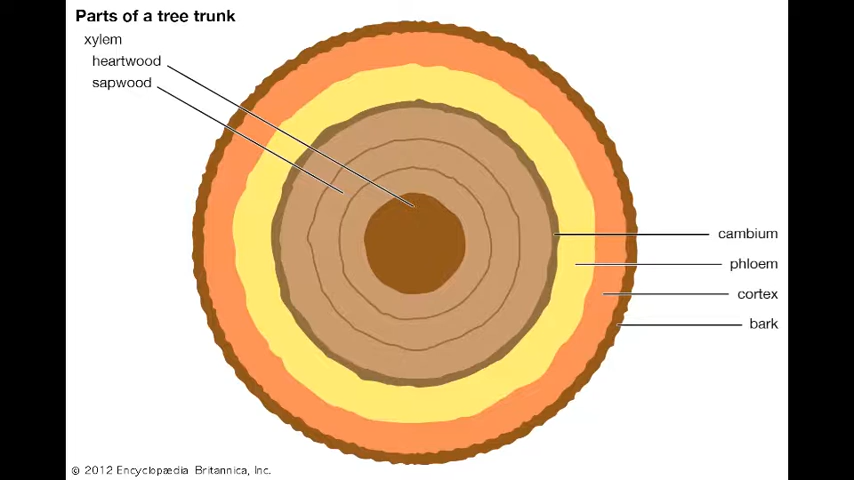 Parts of a tree trunk
xylem
heartwood
sapwood
cambium
phloem
cortex
bark
© 2012 Encyclopædia Britannica, Inc.